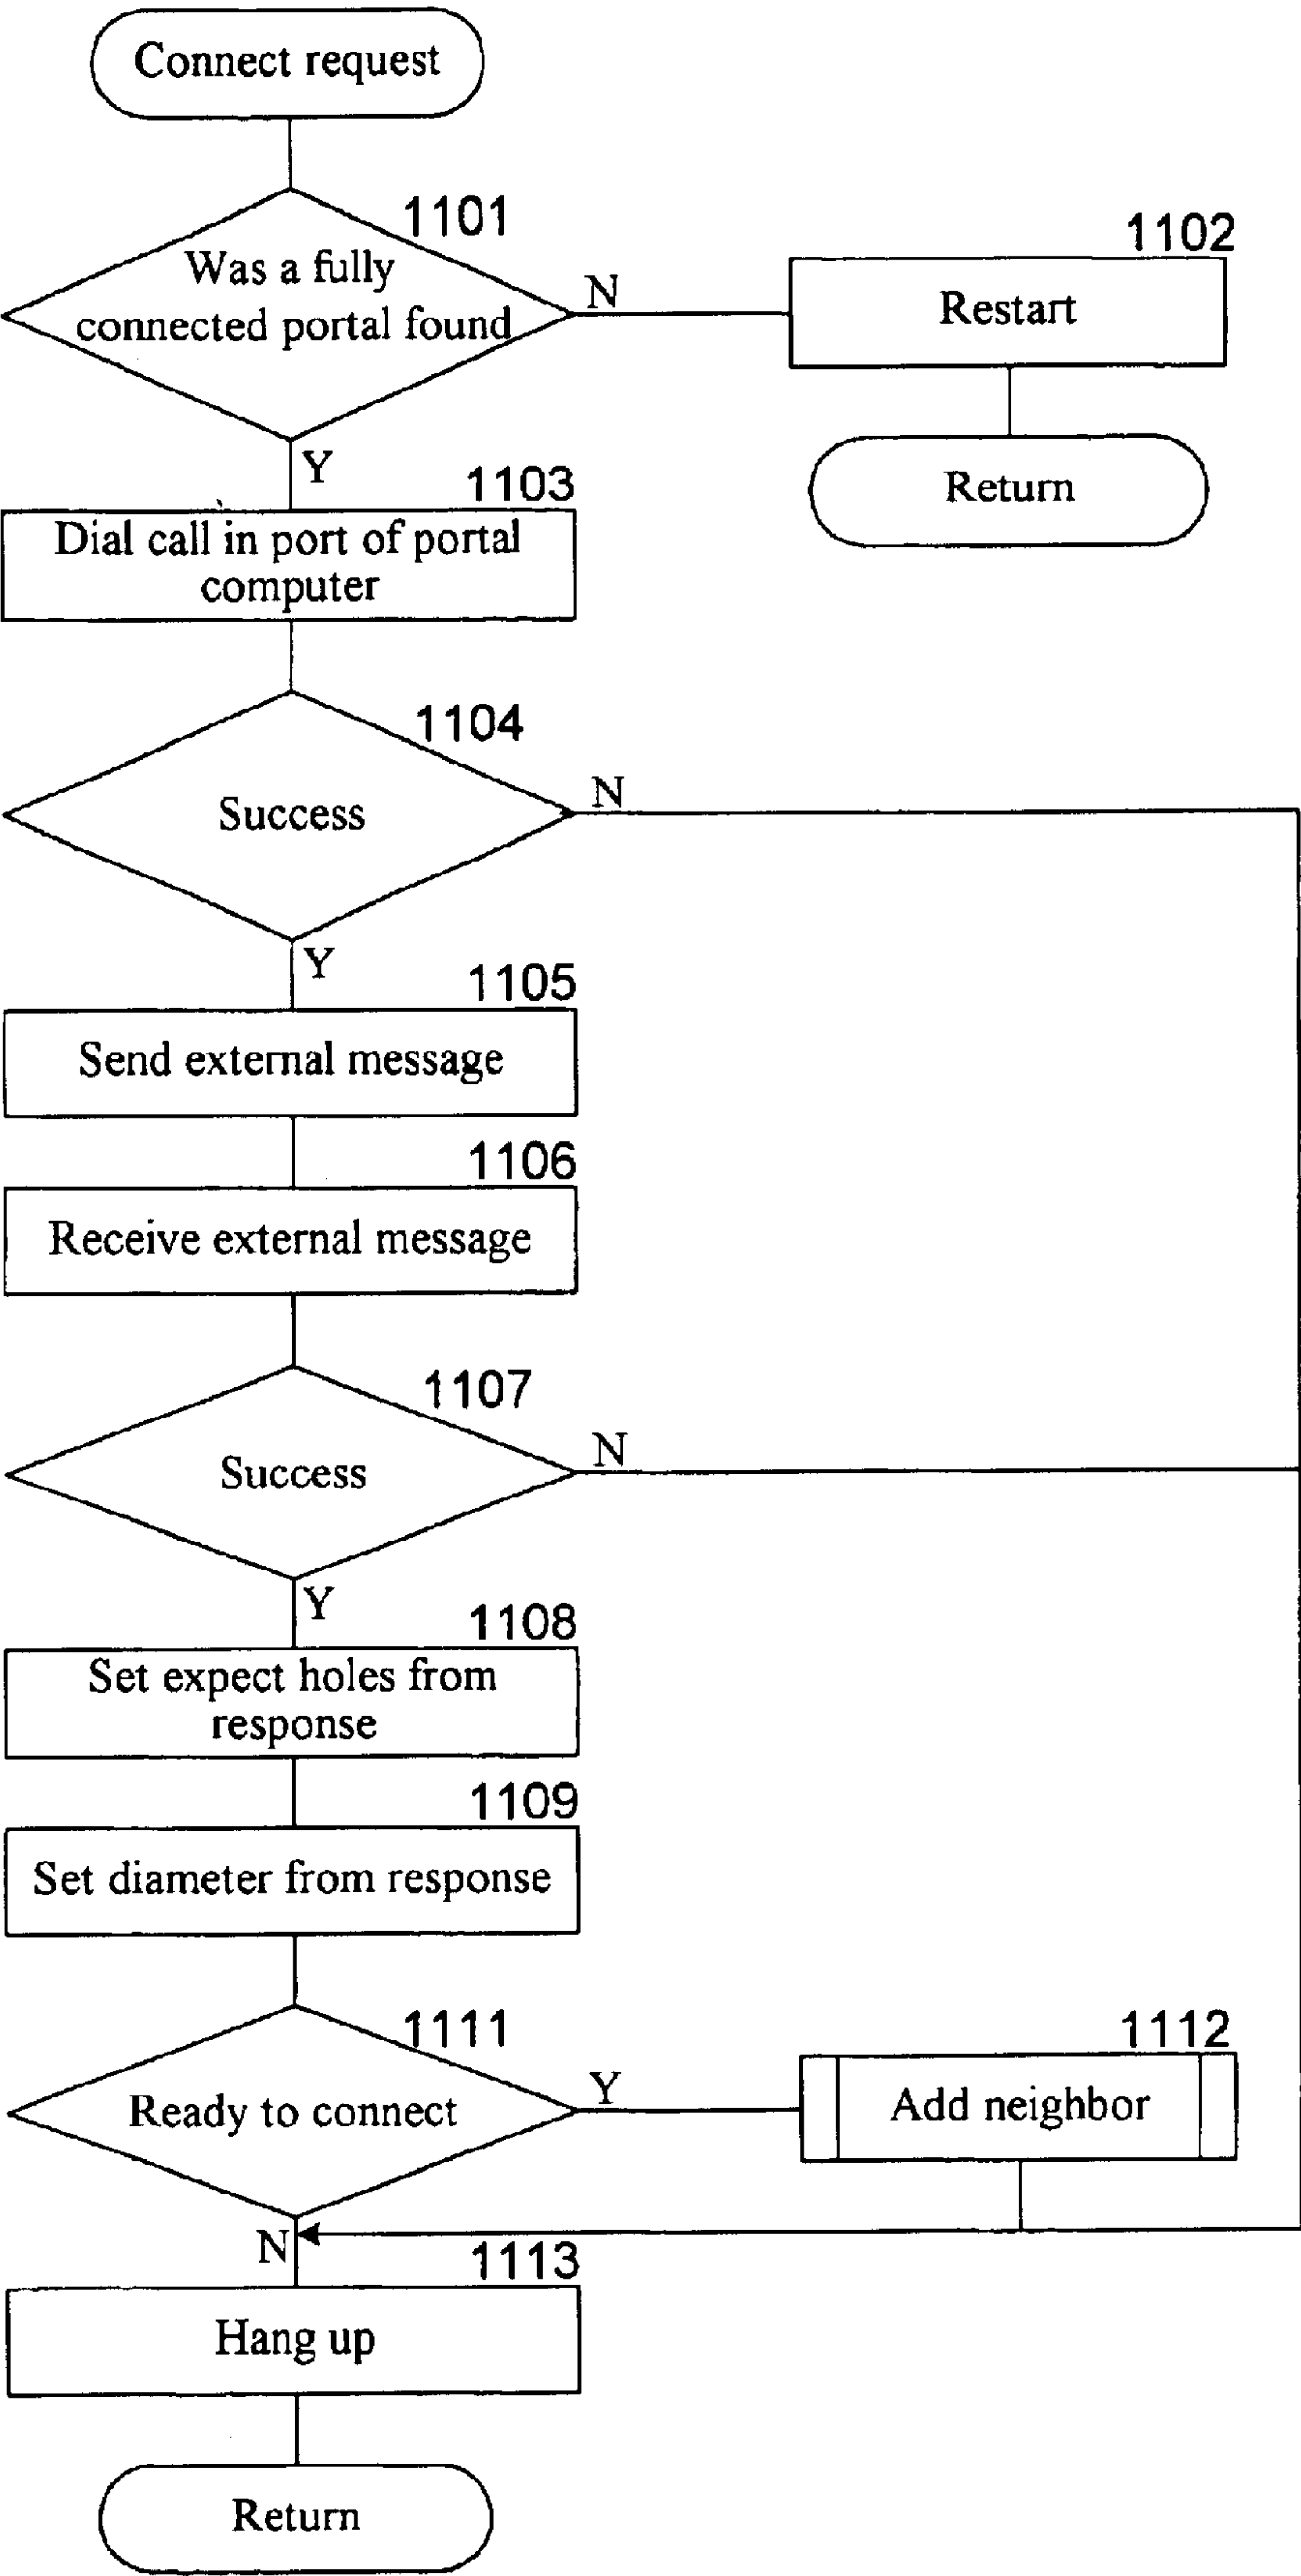 Connect request
1101
Was a fully
connected portal found
N
1102
Restart
Return
Y
1103
Dial call in port of portal
computer
1104
Success
N
Y
1105
Send external message
1106
Receive external message
1107
Success
N
Y
1108
Set expect holes from
response
1109
Set diameter from response
1111
Ready to connect
Y
1112
Add neighbor
N
1113
Hang up
Return